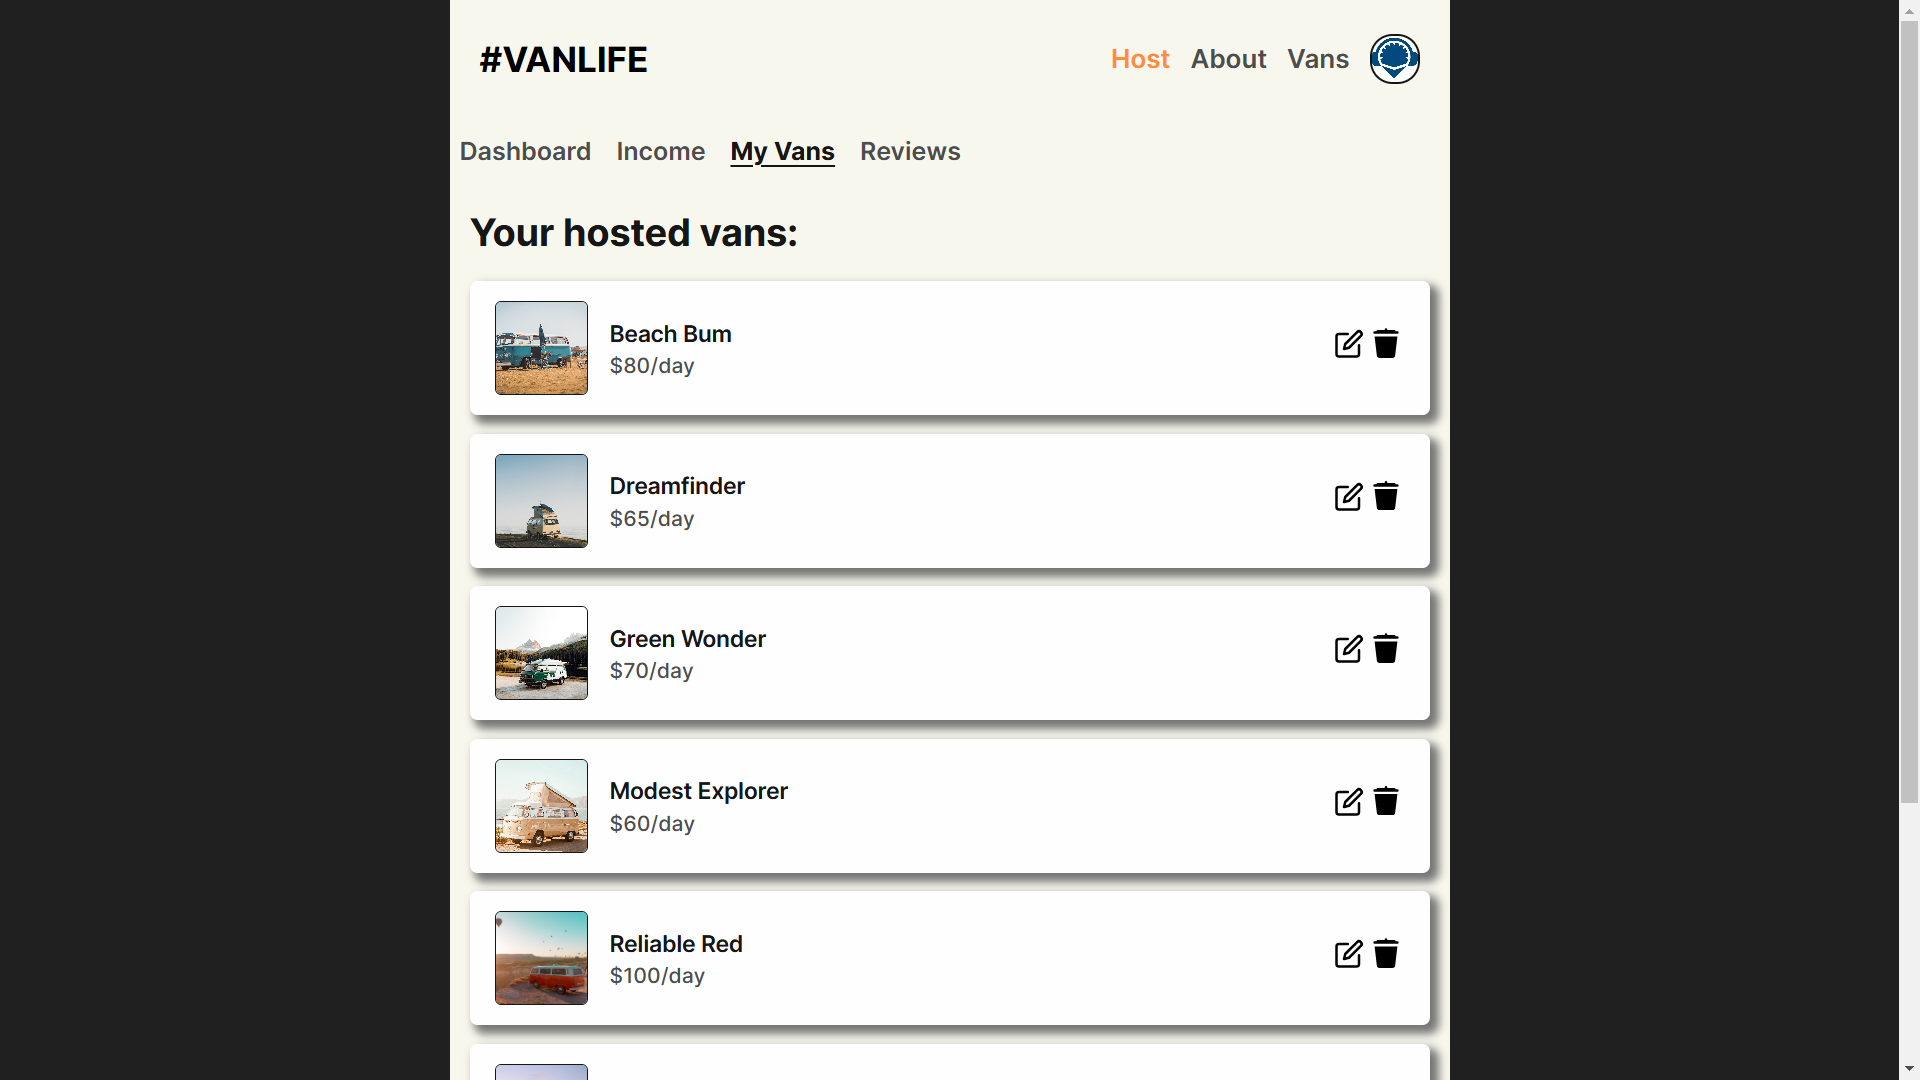 #VANLIFE
Host About Vans
Dashboard Income My Vans Reviews
Your hosted vans:
Beach Bum
$80/day
Dreamfinder
$65/day
Green Wonder
$70/day
Modest Explorer
$60/day
Reliable Red
$100/day